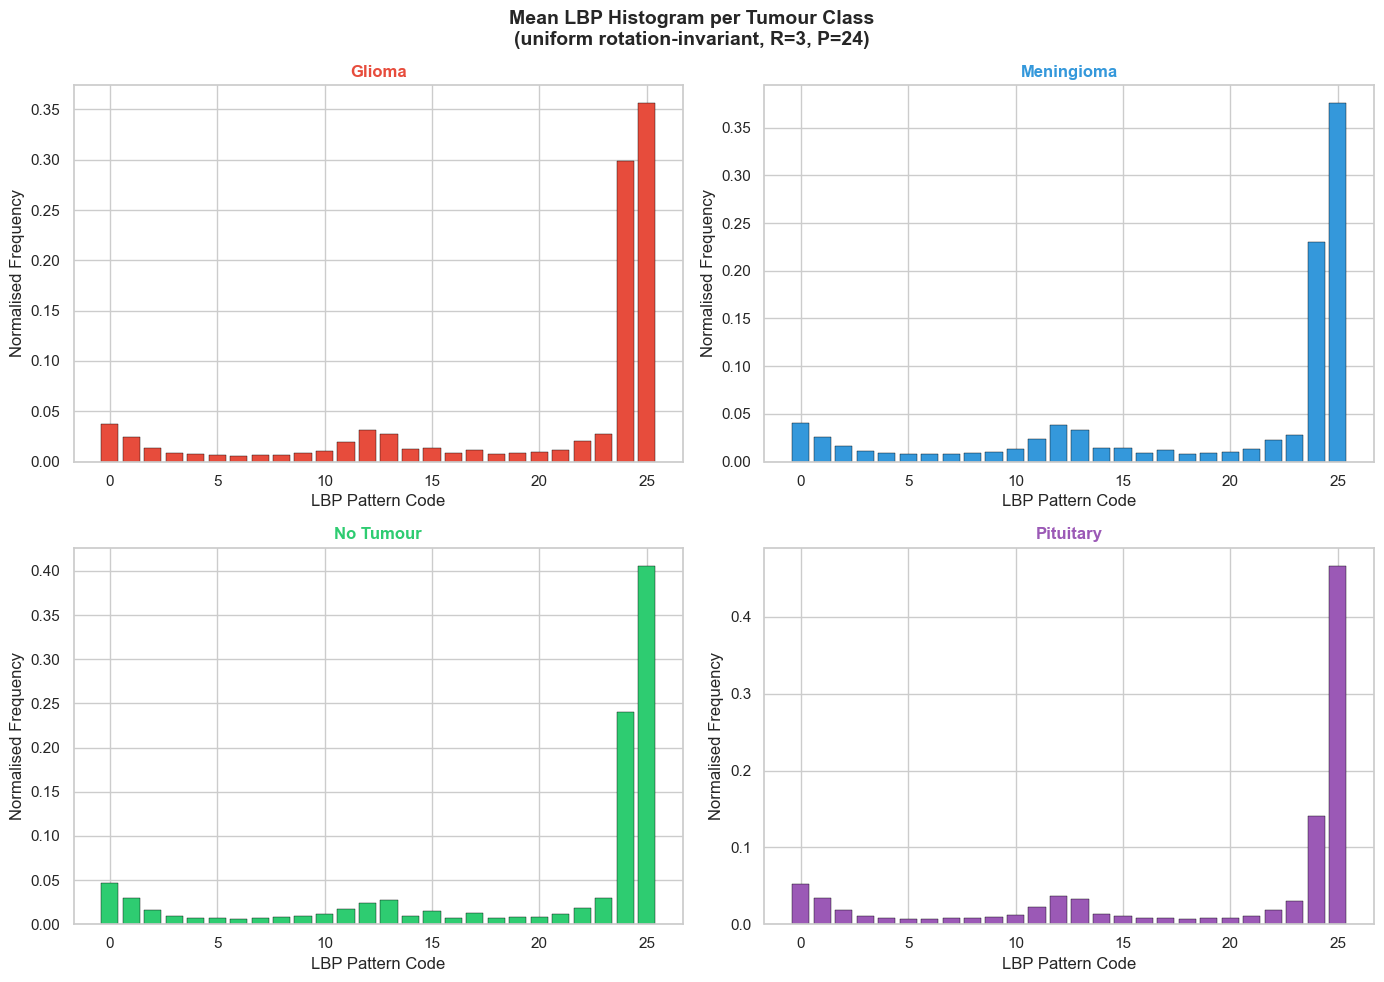 Mean LBP Histogram per Tumour Class
(uniform rotation-invariant, R=3, P=24)
Glioma
Normalised Frequency
0.35
0.30
0.25
0.20
0.15
0.10
0.05
0.00
0 5 10 15 20 25
LBP Pattern Code
Meningioma
Normalised Frequency
0.35
0.30
0.25
0.20
0.15
0.10
0.05
0.00
0 5 10 15 20 25
LBP Pattern Code
No Tumour
Normalised Frequency
0.40
0.35
0.30
0.25
0.20
0.15
0.10
0.05
0.00
0 5 10 15 20 25
LBP Pattern Code
Pituitary
Normalised Frequency
0.4
0.3
0.2
0.1
0.0
0 5 10 15 20 25
LBP Pattern Code